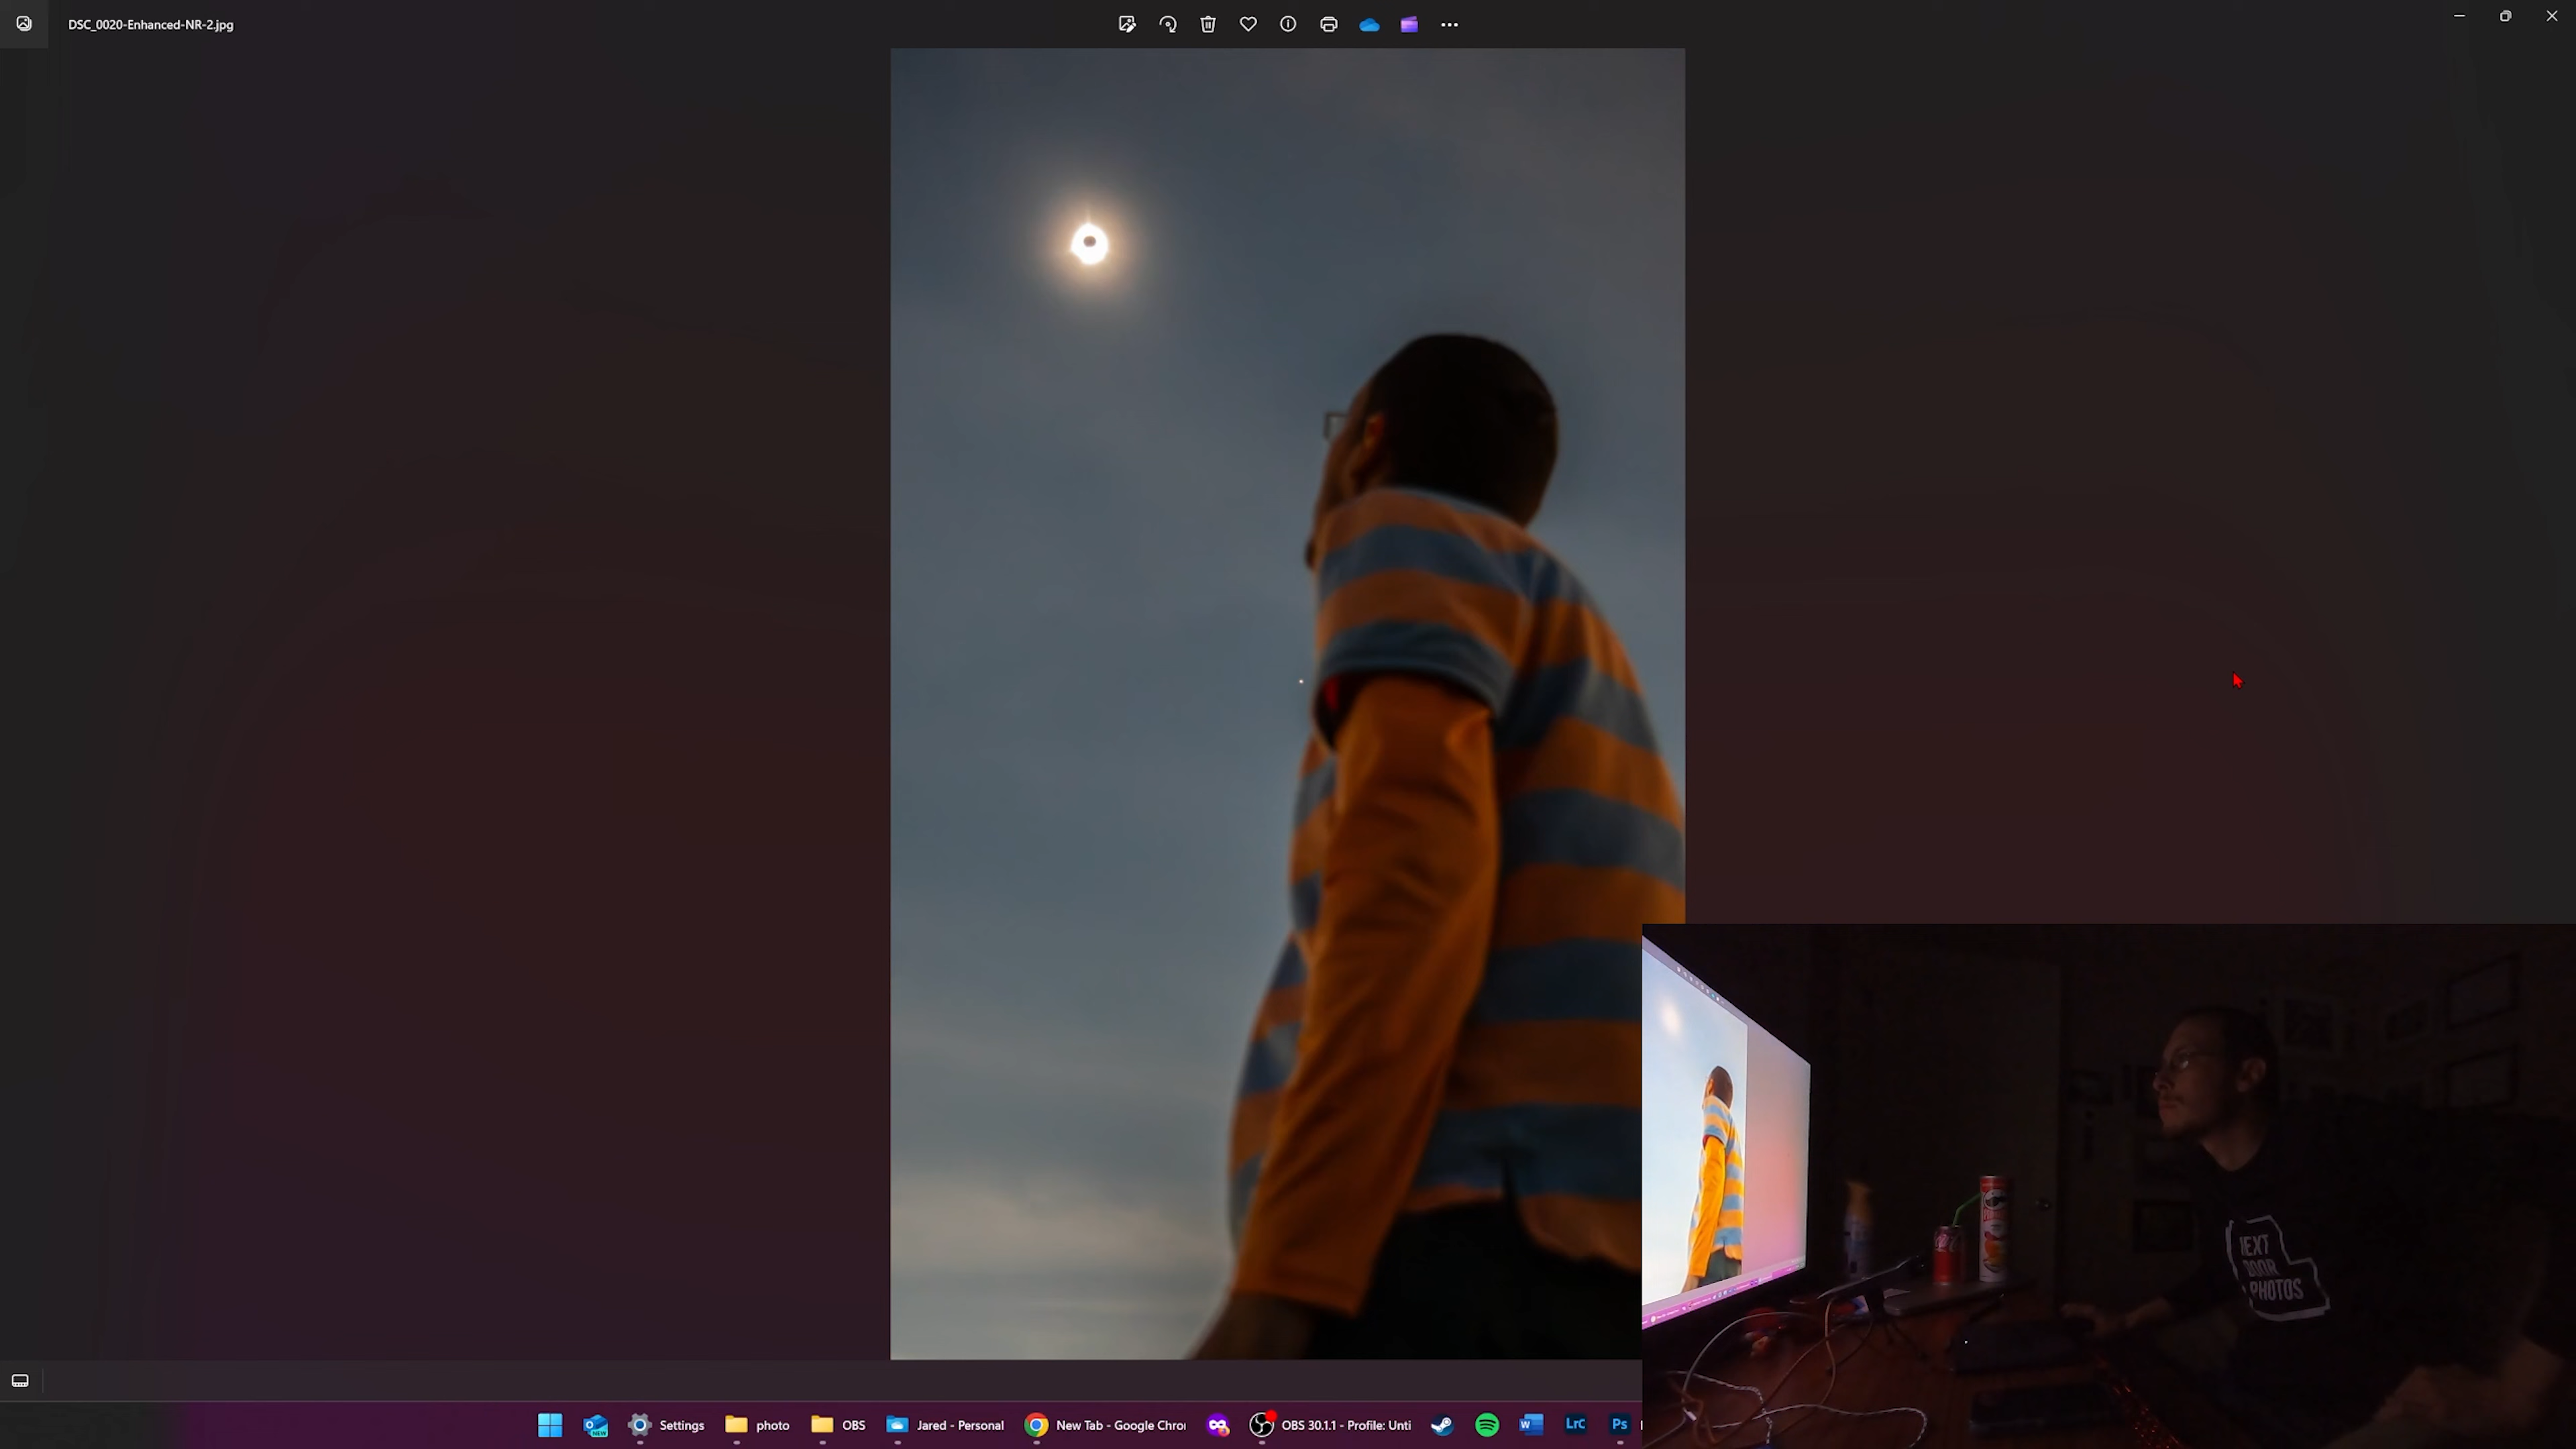 DSC_0020-Enhanced-NR-2.jpg
NEXT
DOOR
PHOTOS
Settings
photo
OBS
Jared - Personal
New Tab - Google Chro
OBS 30.1.1 - Profile: Unti
LrC
Ps
NEW
W